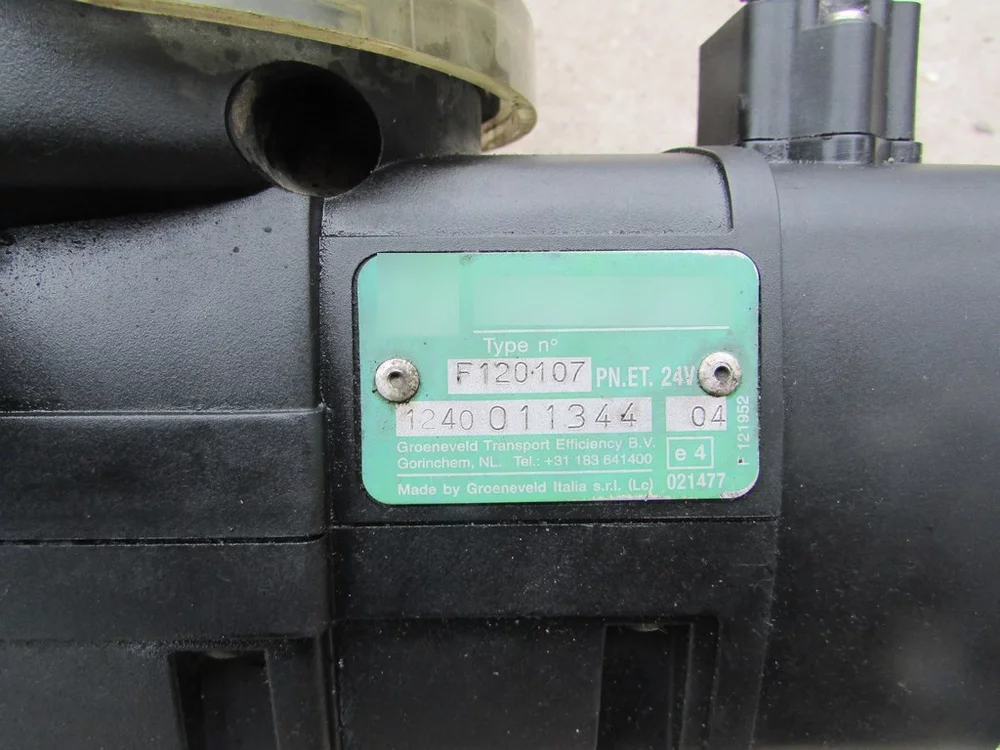 Type n°
F120107 PN.ET. 24V
1240 011344 04
Groeneveld Transport Efficiency B.V.
Gorinchem, NL. Tel.: +31 183 641400
e 4
Made by Groeneveld Italia s.r.l. (Lc) 021477
F 121952